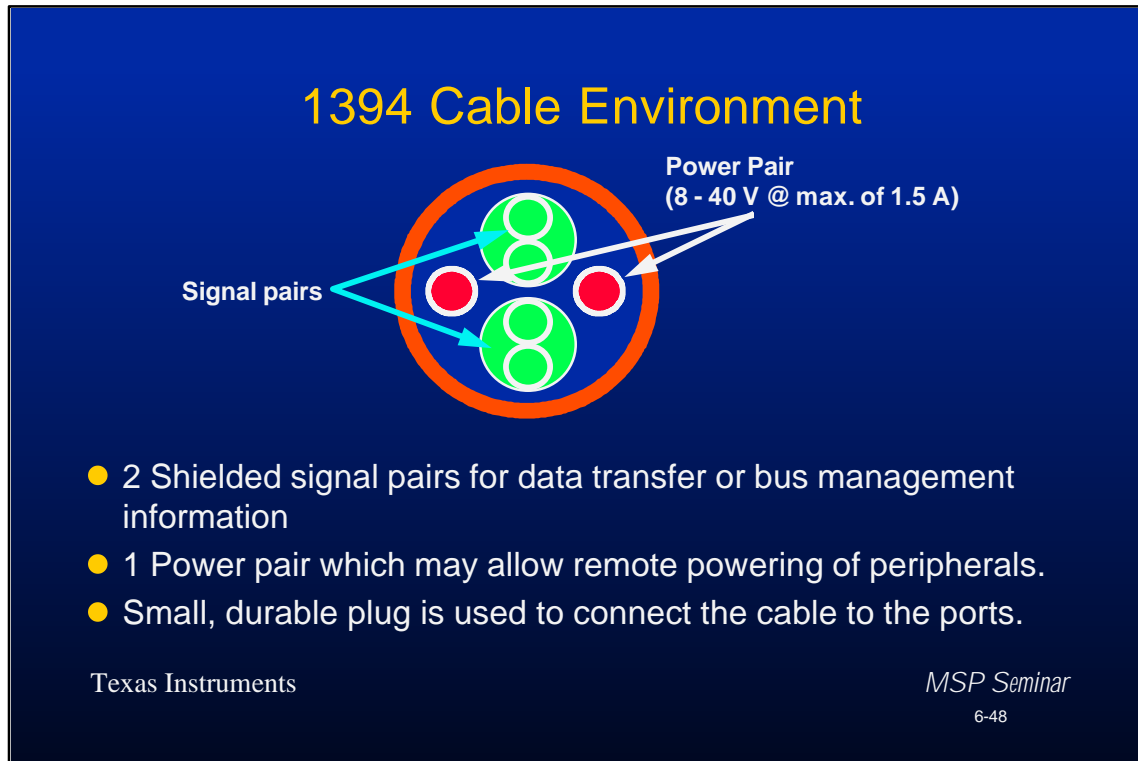 1394 Cable Environment
Power Pair
(8 - 40 V @ max. of 1.5 A)
Signal pairs
2 Shielded signal pairs for data transfer or bus management
information
1 Power pair which may allow remote powering of peripherals.
Small, durable plug is used to connect the cable to the ports.
Texas Instruments
MSP Seminar
6-48